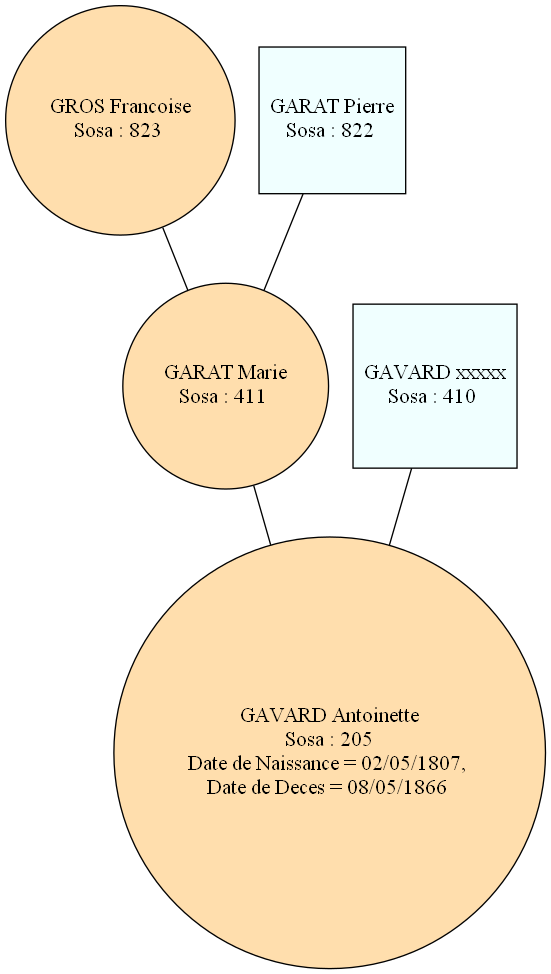 GROS Francoise
Sosa : 823
GARAT Pierre
Sosa : 822
GARAT Marie
Sosa : 411
GAVARD xxxxx
Sosa : 410
GAVARD Antoinette
Sosa : 205
Date de Naissance = 02/05/1807,
Date de Deces = 08/05/1866